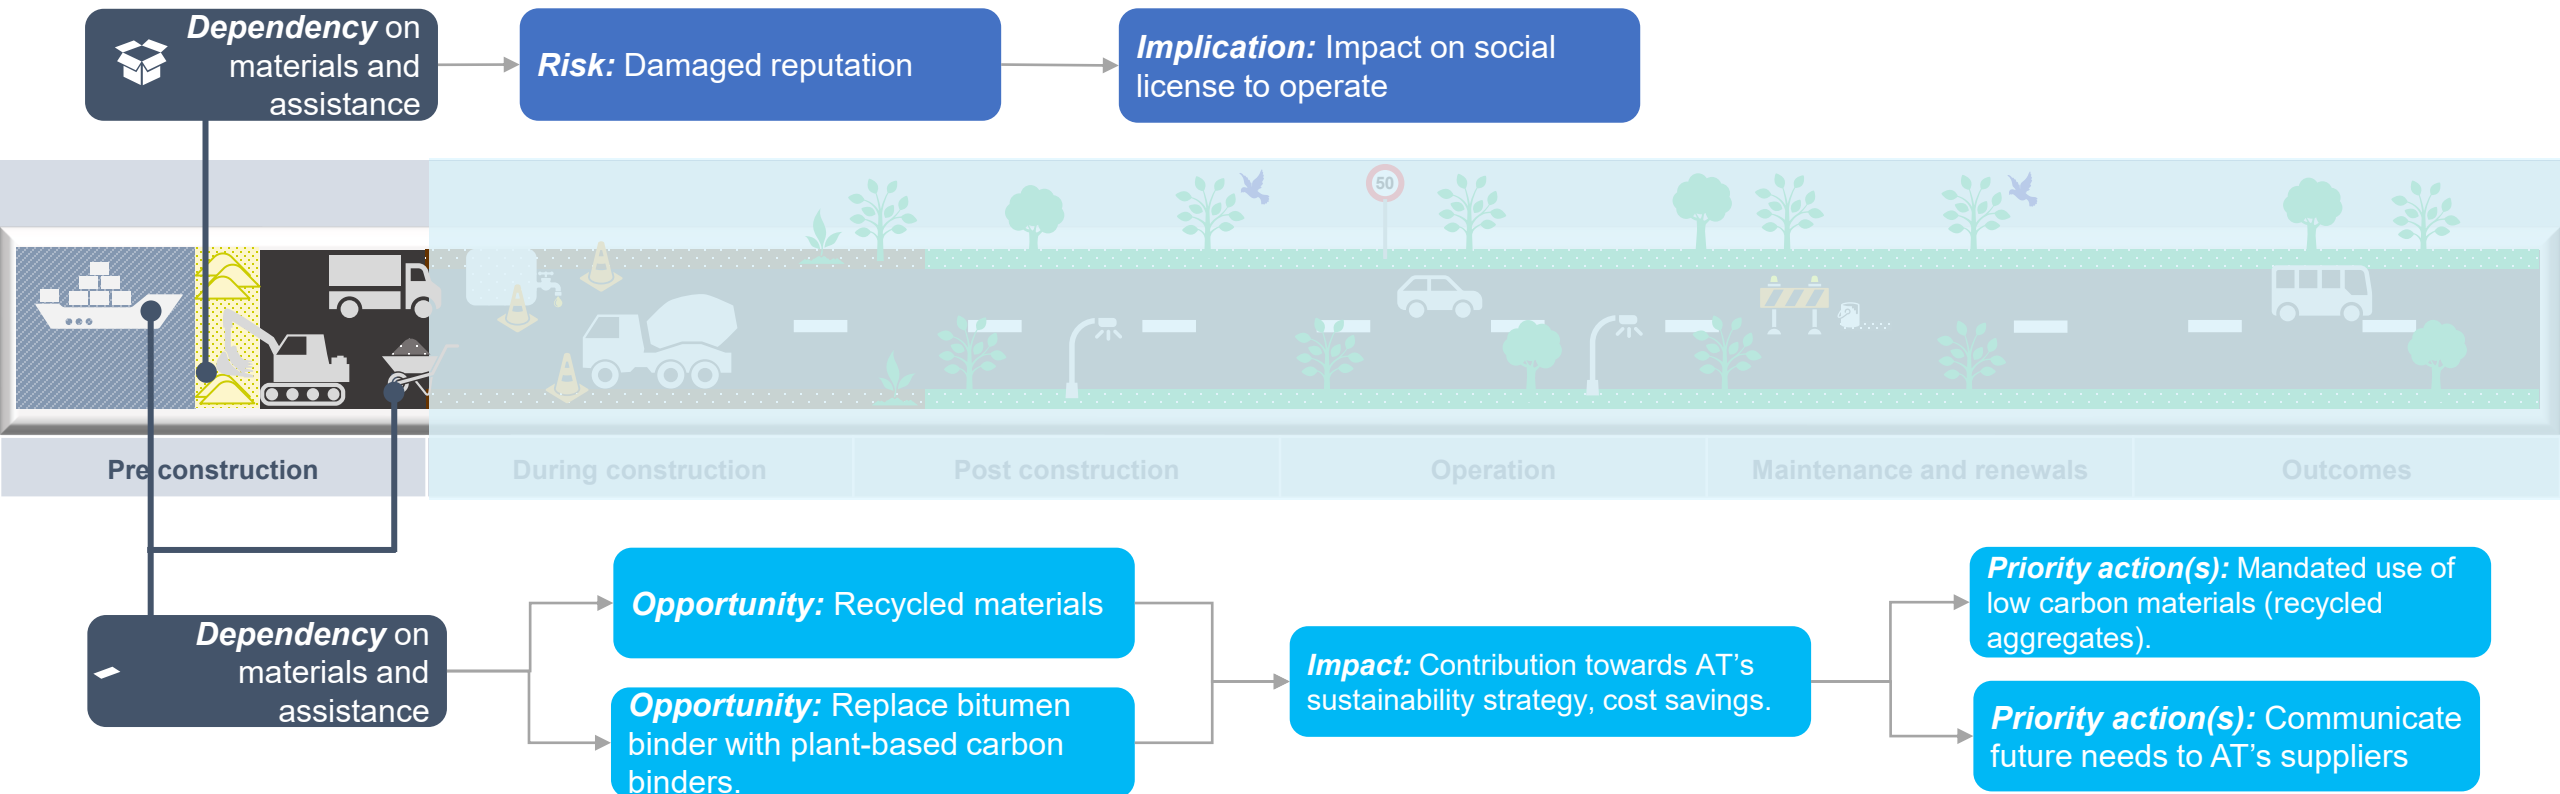 Dependency on
materials and
assistance
Risk: Damaged reputation
Implication: Impact on social
license to operate
50
Pre construction
During construction
Post construction
Operation
Maintenance and renewals
Outcomes
Dependency on
materials and
assistance
Opportunity: Recycled materials
Opportunity: Replace bitumen
binder with plant-based carbon
binders.
Impact: Contribution towards AT’s
sustainability strategy, cost savings.
Priority action(s): Mandated use of
low carbon materials (recycled
aggregates).
Priority action(s): Communicate
future needs to AT’s suppliers